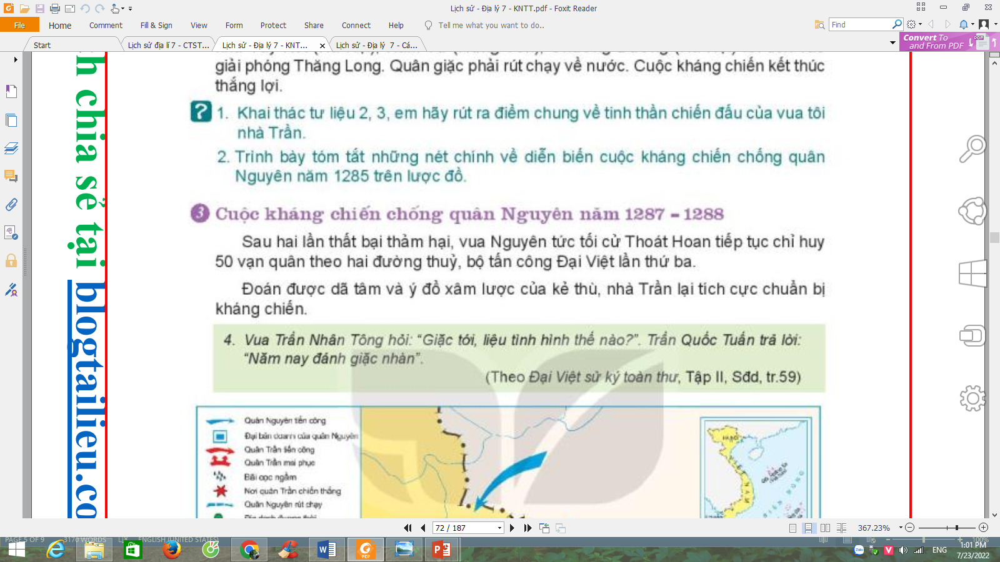 Lịch sử - Địa lý 7 - KNTT.pdf - Foxit Reader
File Home Comment Fill & Sign View Form Protect Share Connect Help Tell me what you want to do.. Find
Start Lịch sử địa lí 7 - CTST... Lịch sử - Địa lý 7 - KNT... Lịch sử - Địa lý 7 - Cá...
Convert To
and From PDF
PDF
h chia sẽ tại blogtailieu.co
giải phóng Thăng Long. Quân giặc phải rút chạy về nước. Cuộc kháng chiến kết thúc
thắng lợi.
? 1. Khai thác tư liệu 2, 3, em hãy rút ra điểm chung về tinh thần chiến đấu của vua tôi
nhà Trần.
2. Trình bày tóm tắt những nét chính về diễn biến cuộc kháng chiến chống quân
Nguyên năm 1285 trên lược đồ.
3 Cuộc kháng chiến chống quân Nguyên năm 1287 - 1288
Sau hai lần thất bại thảm hại, vua Nguyên tức tối cử Thoát Hoan tiếp tục chỉ huy
50 vạn quân theo hai đường thuỷ, bộ tấn công Đại Việt lần thứ ba.
Đoán được dã tâm và ý đồ xâm lược của kẻ thù, nhà Trần lại tích cực chuẩn bị
kháng chiến.
4. Vua Trần Nhân Tông hỏi: “Giặc tới, liệu tình hình thế nào?”. Trần Quốc Tuấn trả lời:
“Năm nay đánh giặc nhàn”.
(Theo Đại Việt sử ký toàn thư, Tập II, Sđd, tr.59)
Quân Nguyên tiến công
Đại bản doanh của quân Nguyên
Quân Trần tiến công
Quân Trần mai phục
Bãi cọc ngầm
Nơi quân Trần chiến thắng
Quân Nguyên rút chạy
HÀ NỘI
VIỆT NAM
BIỂN ĐÔNG
72 / 187
367.23%
PAGE 5 OF 9 3170 WORDS ENGLISH (UNITED STATES) 100%
PDF
Zalo
ENG
1:01 PM
7/23/2022